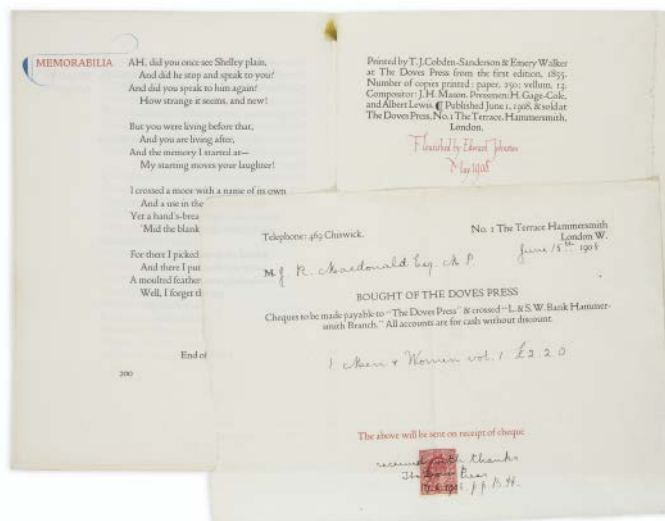 MEMORABILIA
AH, did you once see Shelley plain,
And did he stop and speak to you?
And did you speak to him again?
How strange it seems, and new!
But you were living before that,
And you are living after,
And the memory I started at—
My starting moves your laughter!
I crossed a moor with a name of its own
And a use in the
Yet a hand's-brea
'Mid the blank
For there I picked
And there I put
A moulted feather
Well, I forget th
End of
200
Printed by T. J. Cobden-Sanderson & Emery Walker
at The Doves Press from the first edition, 1855.
Number of copies printed: paper, 250; vellum, 13.
Compositor: J. H. Mason. Pressmen: H. Gage-Cole,
and Albert Lewis. ¶ Published June 1, 1908, & sold at
The Doves Press, No. 1 The Terrace, Hammersmith,
London.
Flourished by Edward Johnston
May 1908
Telephone: 469 Chiswick.
No. 1 The Terrace Hammersmith
London W.
June 15th 1908
M J. R. Macdonald Esq. M P
BOUGHT OF THE DOVES PRESS
Cheques to be made payable to "The Doves Press" & crossed "L. & S. W. Bank Hammer-
smith Branch." All accounts are for cash without discount.
1 Men & Women vol. 1 £2.2.0
The above will be sent on receipt of cheque
received with thanks
The Doves Press
1908 p.p.